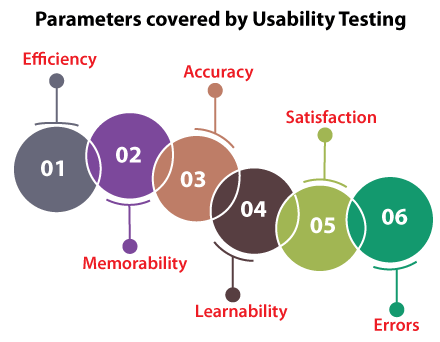 Parameters covered by Usability Testing
Efficiency
01
02
Memorability
Accuracy
03
04
Learnability
Satisfaction
05
06
Errors